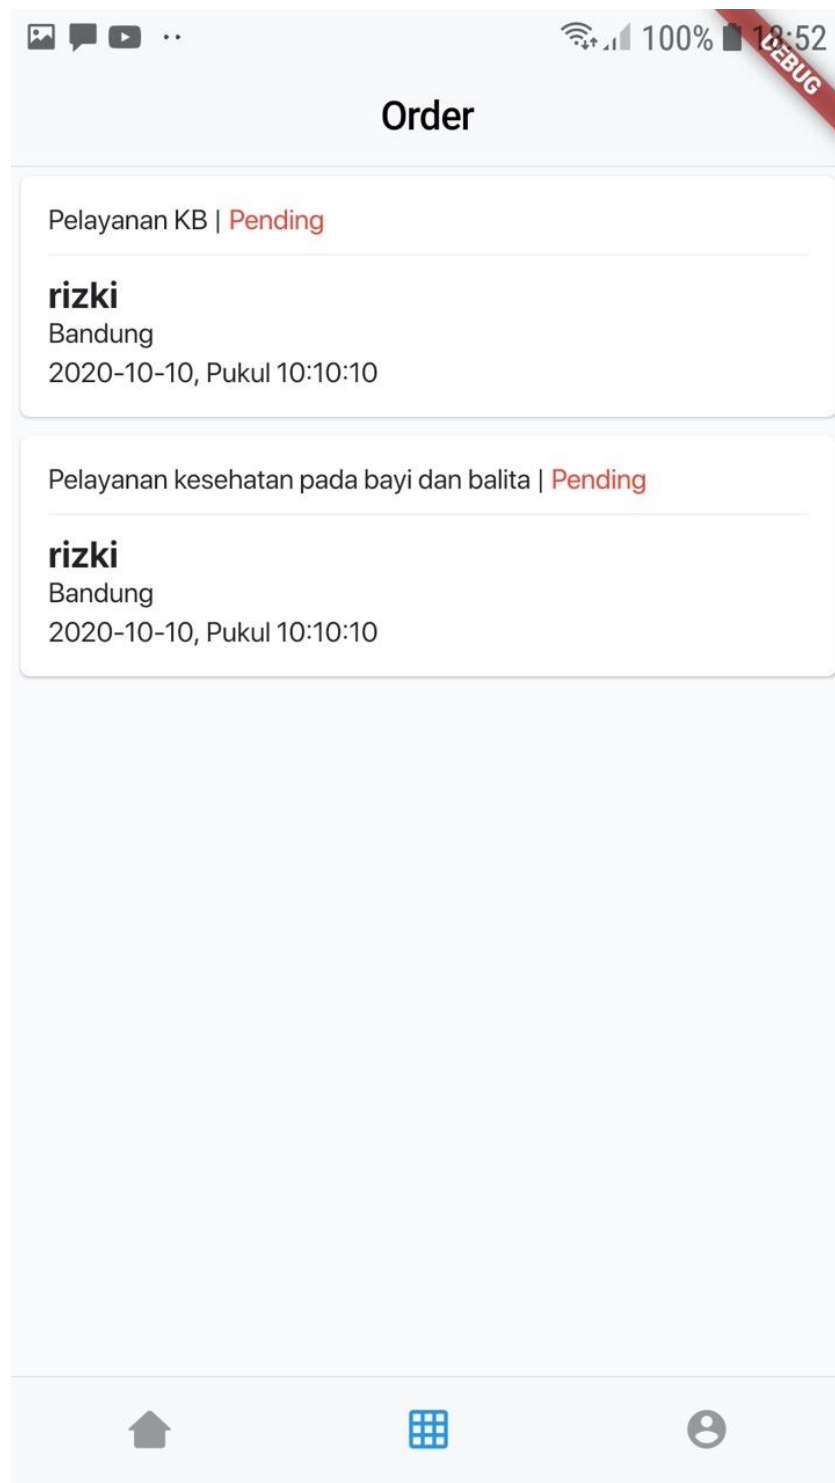 100% 18:52
DEBUG
Order
Pelayanan KB | Pending
rizki
Bandung
2020-10-10, Pukul 10:10:10
Pelayanan kesehatan pada bayi dan balita | Pending
rizki
Bandung
2020-10-10, Pukul 10:10:10